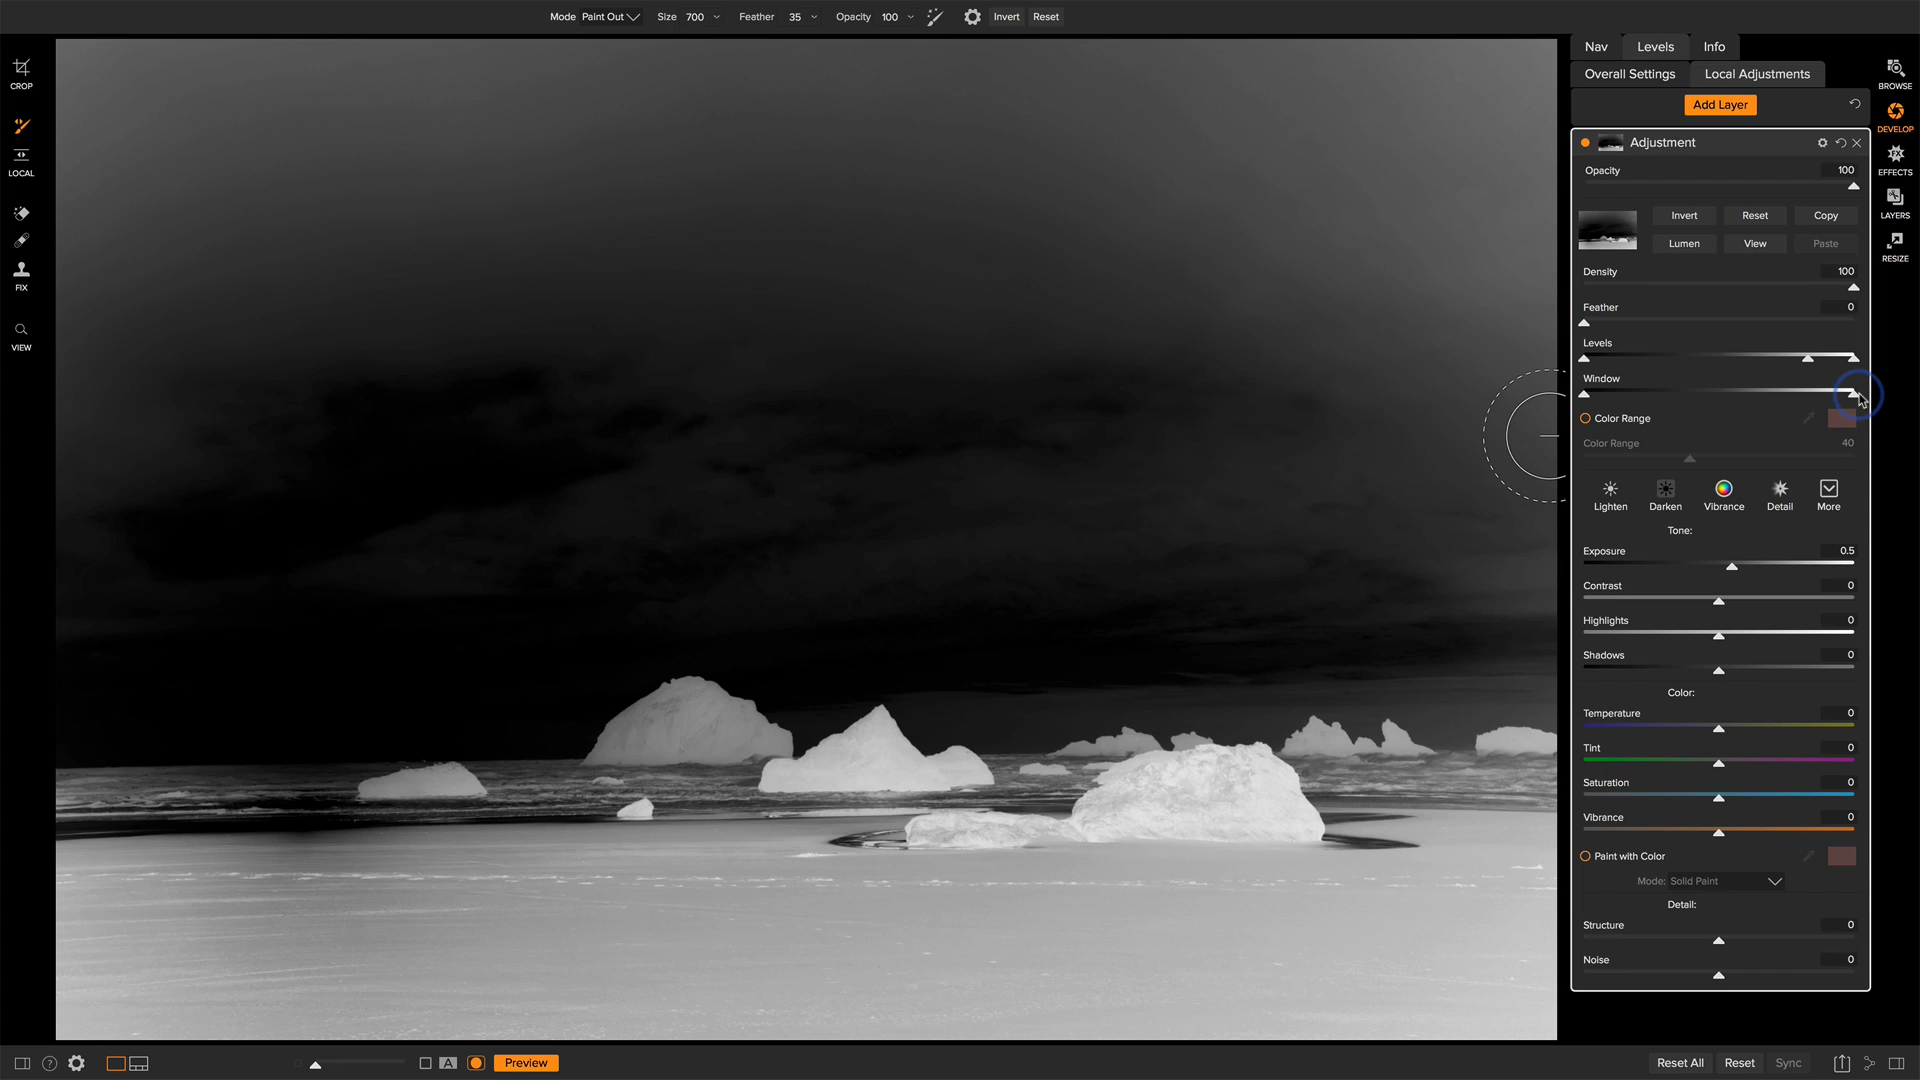 Mode Paint Out Size 700 Feather 35 Opacity 100 Invert Reset
CROP
LOCAL
FIX
VIEW
Nav Levels Info
Overall Settings Local Adjustments
Add Layer
Adjustment
Opacity 100
Invert Reset Copy
Lumen View Paste
Density 100
Feather 0
Levels
Window
Color Range
Color Range 40
Lighten Darken Vibrance Detail More
Tone:
Exposure 0.5
Contrast 0
Highlights 0
Shadows 0
Color:
Temperature 0
Tint 0
Saturation 0
Vibrance 0
Paint with Color
Mode: Solid Paint
Detail:
Structure 0
Noise 0
BROWSE
DEVELOP
FX
EFFECTS
LAYERS
RESIZE
? A Preview
Reset All Reset Sync